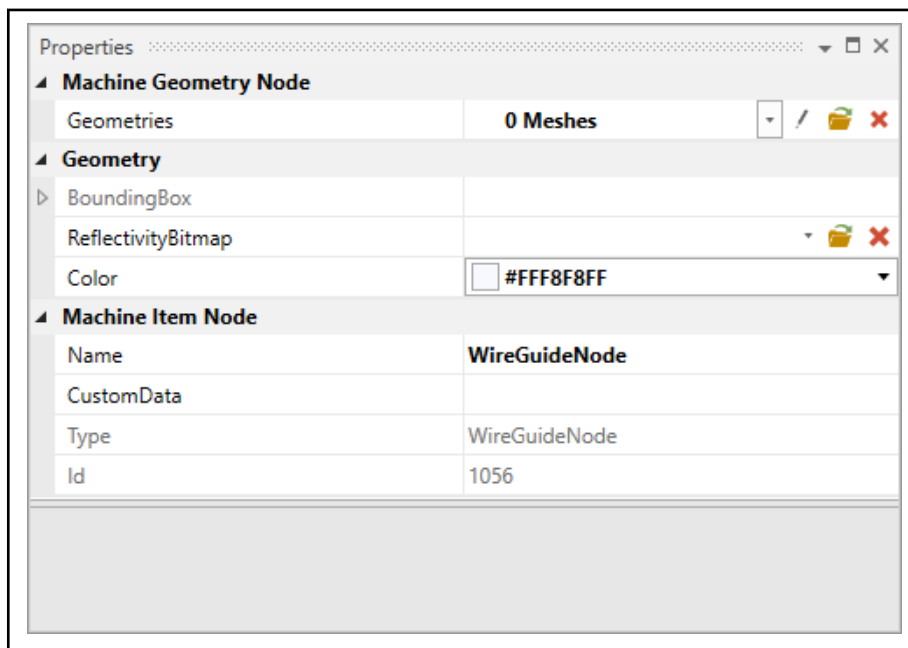 Properties
Machine Geometry Node
Geometries 0 Meshes
Geometry
BoundingBox
ReflectivityBitmap
Color #FFF8F8FF
Machine Item Node
Name WireGuideNode
CustomData
Type WireGuideNode
Id 1056